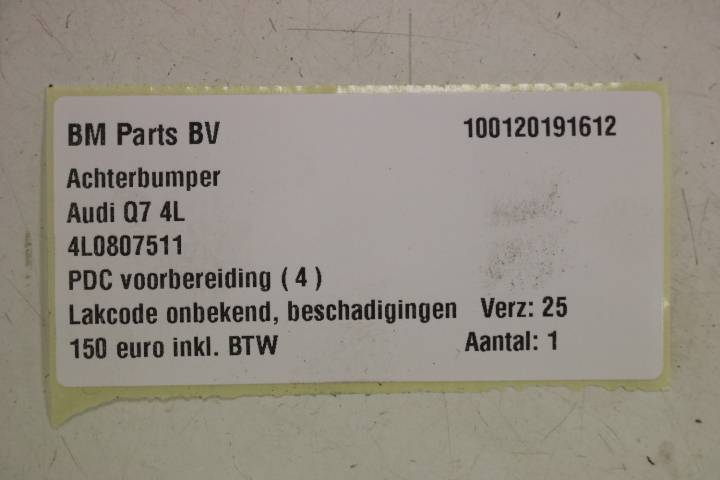 BM Parts BV 100120191612
Achterbumper
Audi Q7 4L
4L0807511
PDC voorbereiding ( 4 )
Lakcode onbekend, beschadigingen Verz: 25
150 euro inkl. BTW Aantal: 1